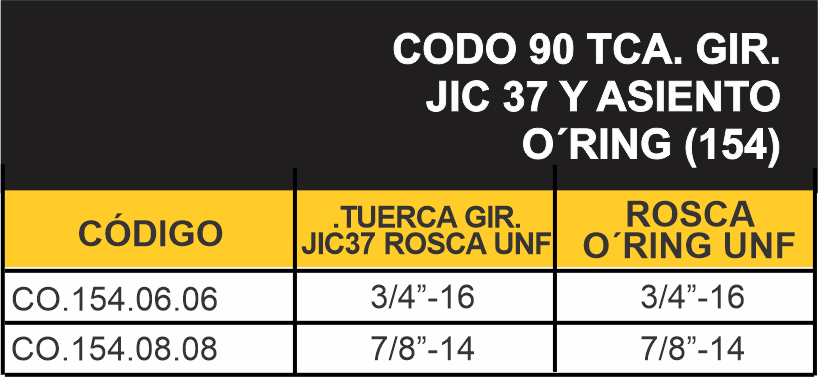 CODO 90 TCA. GIR.
JIC 37 Y ASIENTO
O´RING (154)
CÓDIGO
.TUERCA GIR.
JIC37 ROSCA UNF
ROSCA
O´RING UNF
CO.154.06.06 3/4”-16 3/4”-16
CO.154.08.08 7/8”-14 7/8”-14